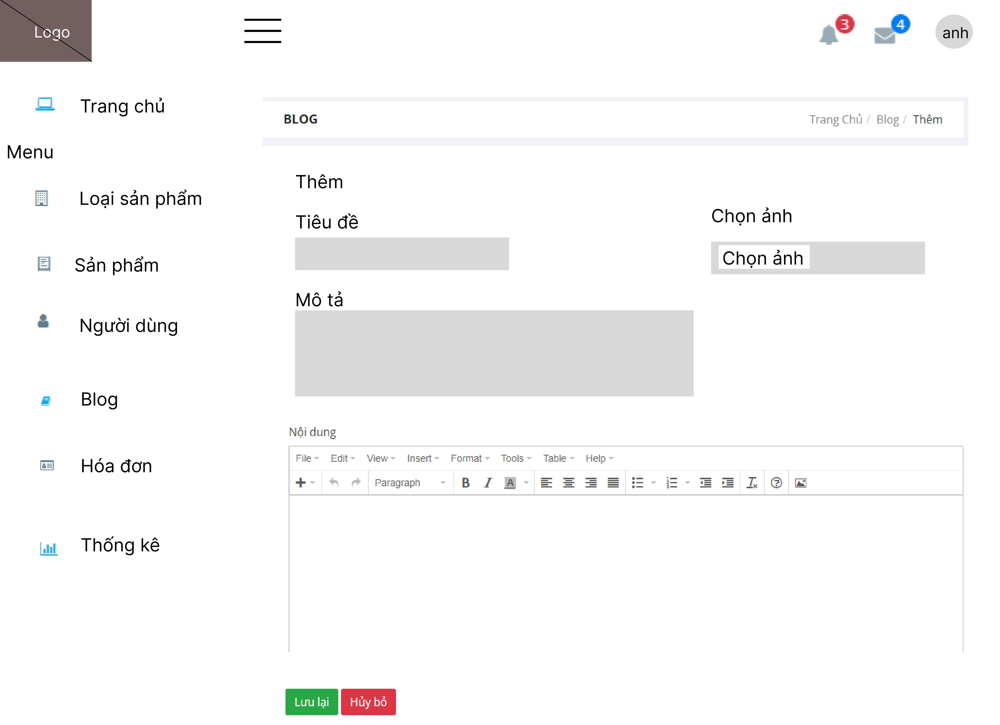 Logo
3
4
anh
Trang chủ
Menu
Loại sản phẩm
Sản phẩm
Người dùng
Blog
Hóa đơn
Thống kê
BLOG
Trang Chủ / Blog / Thêm
Thêm
Tiêu đề
Chọn ảnh
Chọn ảnh
Mô tả
Nội dung
File Edit View Insert Format Tools Table Help
Paragraph B I A
Lưu lại Hủy bỏ